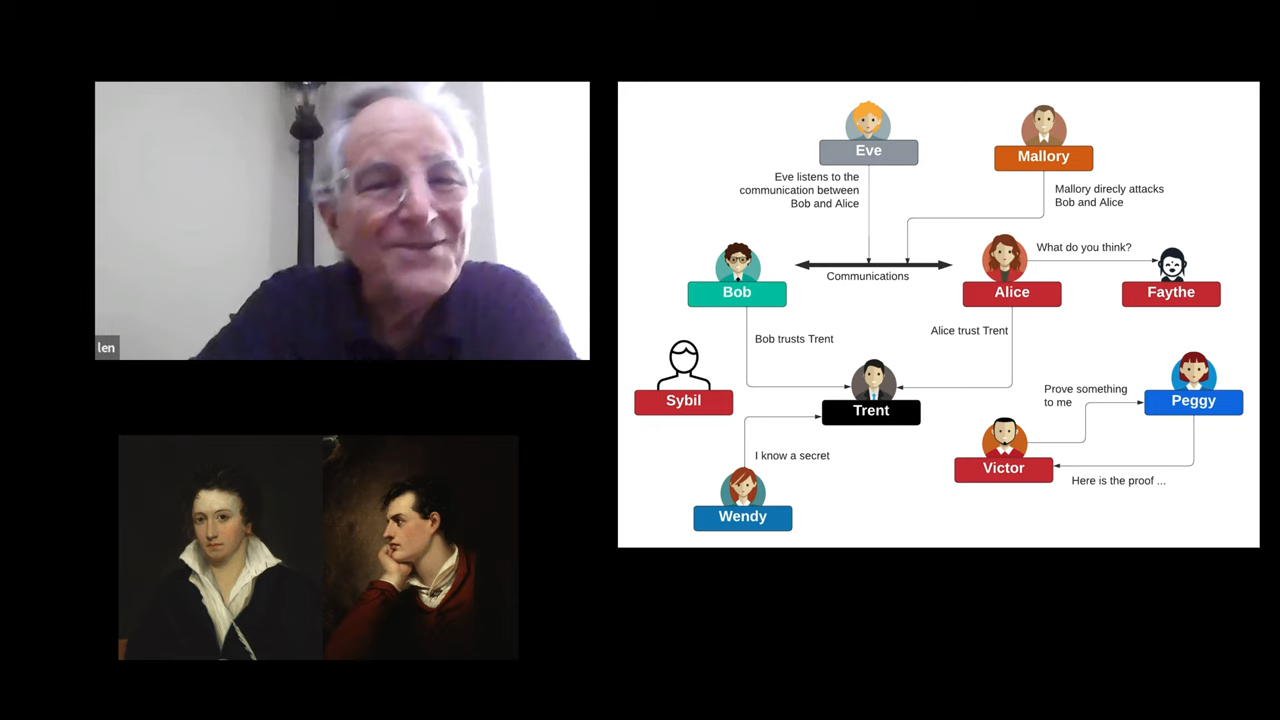 len
Eve
Mallory
Eve listens to the
communication between
Bob and Alice
Mallory direcly attacks
Bob and Alice
What do you think?
Bob
Communications
Alice
Faythe
Bob trusts Trent
Alice trust Trent
Sybil
Trent
Prove something
to me
Peggy
I know a secret
Victor
Here is the proof ...
Wendy